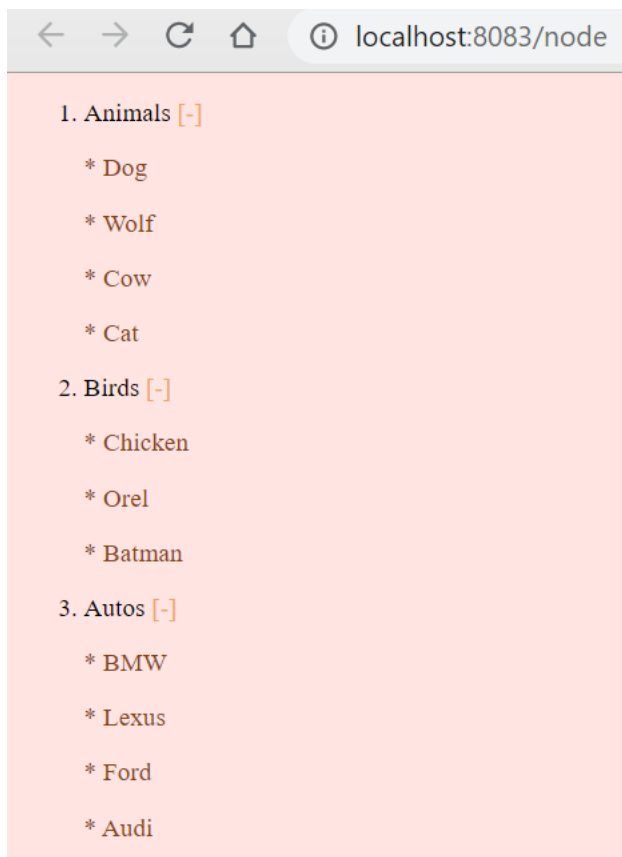 localhost:8083/node
1. Animals [-]
* Dog
* Wolf
* Cow
* Cat
2. Birds [-]
* Chicken
* Orel
* Batman
3. Autos [-]
* BMW
* Lexus
* Ford
* Audi